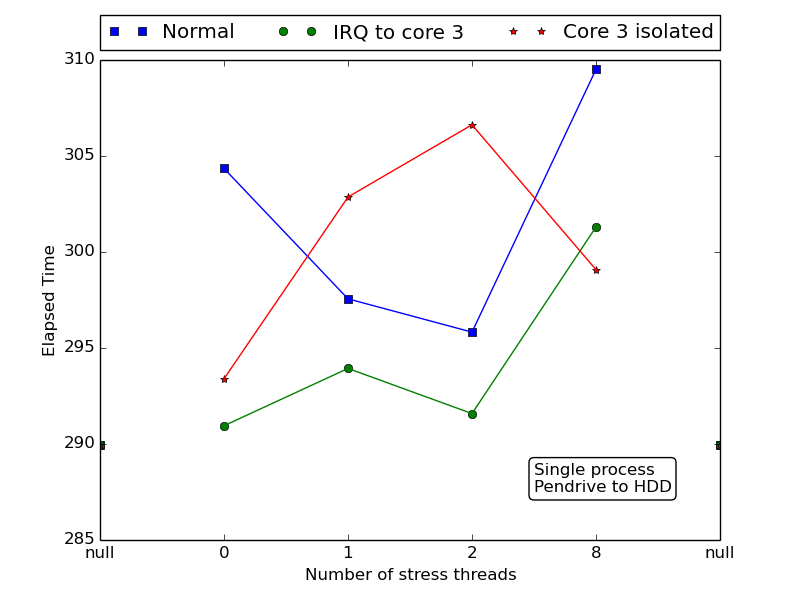 Normal IRQ to core 3 Core 3 isolated
310
305
300
295
290
285
Elapsed Time
Single process
Pendrive to HDD
null 0 1 2 8 null
Number of stress threads